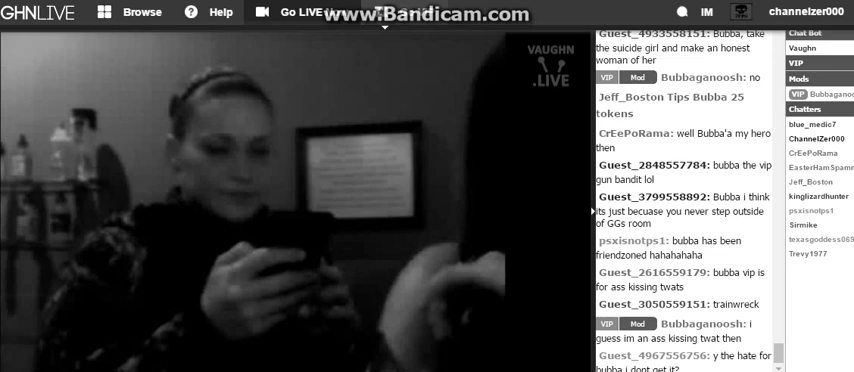 www.Bandicam.com
GHNLIVE Browse Help Go LIVE IM channelzer000
VAUGHN
.LIVE
Guest_4933558151: Bubba, take
the suicide girl and make an honest
woman of her
VIP Mod Bubbaganoosh: no
Jeff_Boston Tips Bubba 25
tokens
CrEePoRama: well Bubba'a my hero
then
Guest_2848557784: bubba the vip
gun bandit lol
Guest_3799558892: Bubba i think
its just becuase you never step outside
of GGs room
psxisnotps1: bubba has been
friendzoned hahahahaha
Guest_2616559179: bubba vip is
for ass kissing twats
Guest_3050559151: trainwreck
VIP Mod Bubbaganoosh: i
guess im an ass kissing twat then
Guest_4967556756: y the hate for
bubba i dont get it?
Chat Bot
Vaughn
VIP
Mods
VIP Bubbaganoo
Chatters
blue_medic7
ChannelZer000
CrEePoRama
EasterHamSpamm
Jeff_Boston
kinglizardhunter
psxisnotps1
Sirmike
texasgoddess069
Trevy1977